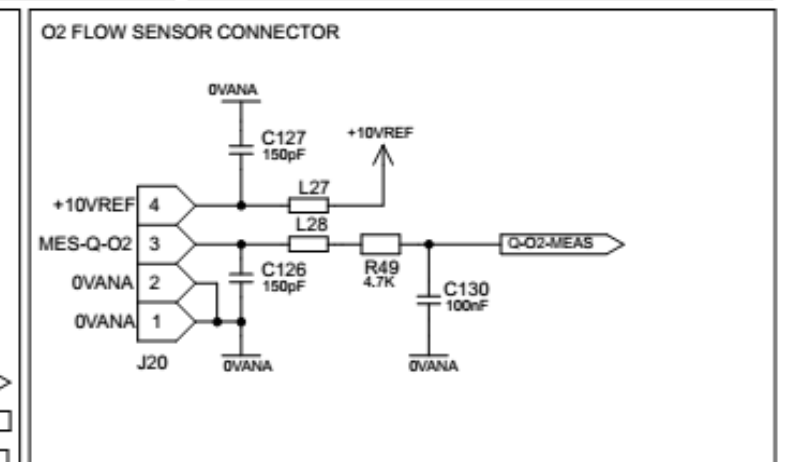 O2 FLOW SENSOR CONNECTOR
0VANA
C127
150pF
+10VREF
+10VREF 4
L27
MES-Q-O2 3
L28
Q-O2-MEAS
0VANA 2
C126
150pF
R49
4.7K
C130
100nF
0VANA 1
J20
0VANA
0VANA